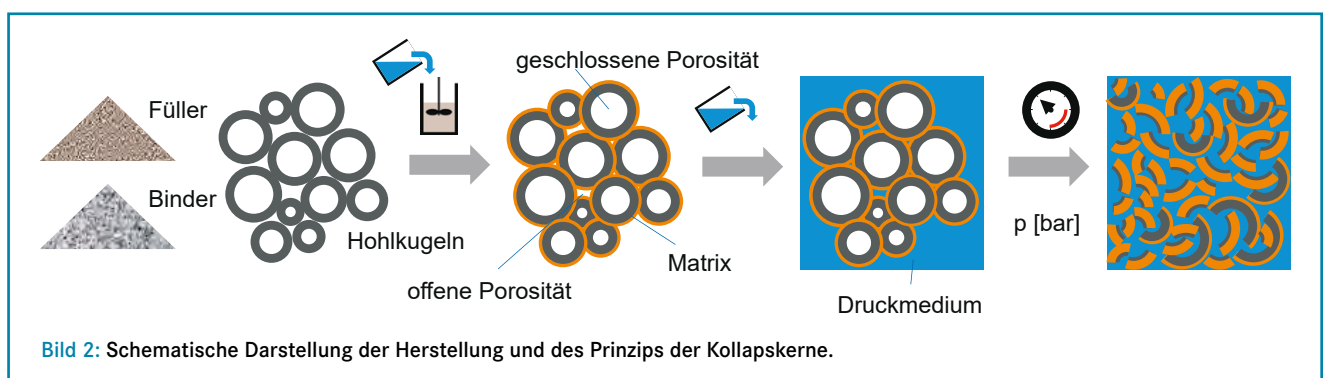 Füller
Binder
Hohlkugeln
geschlossene Porosität
offene Porosität
Matrix
Druckmedium
p [bar]
Bild 2: Schematische Darstellung der Herstellung und des Prinzips der Kollapskerne.